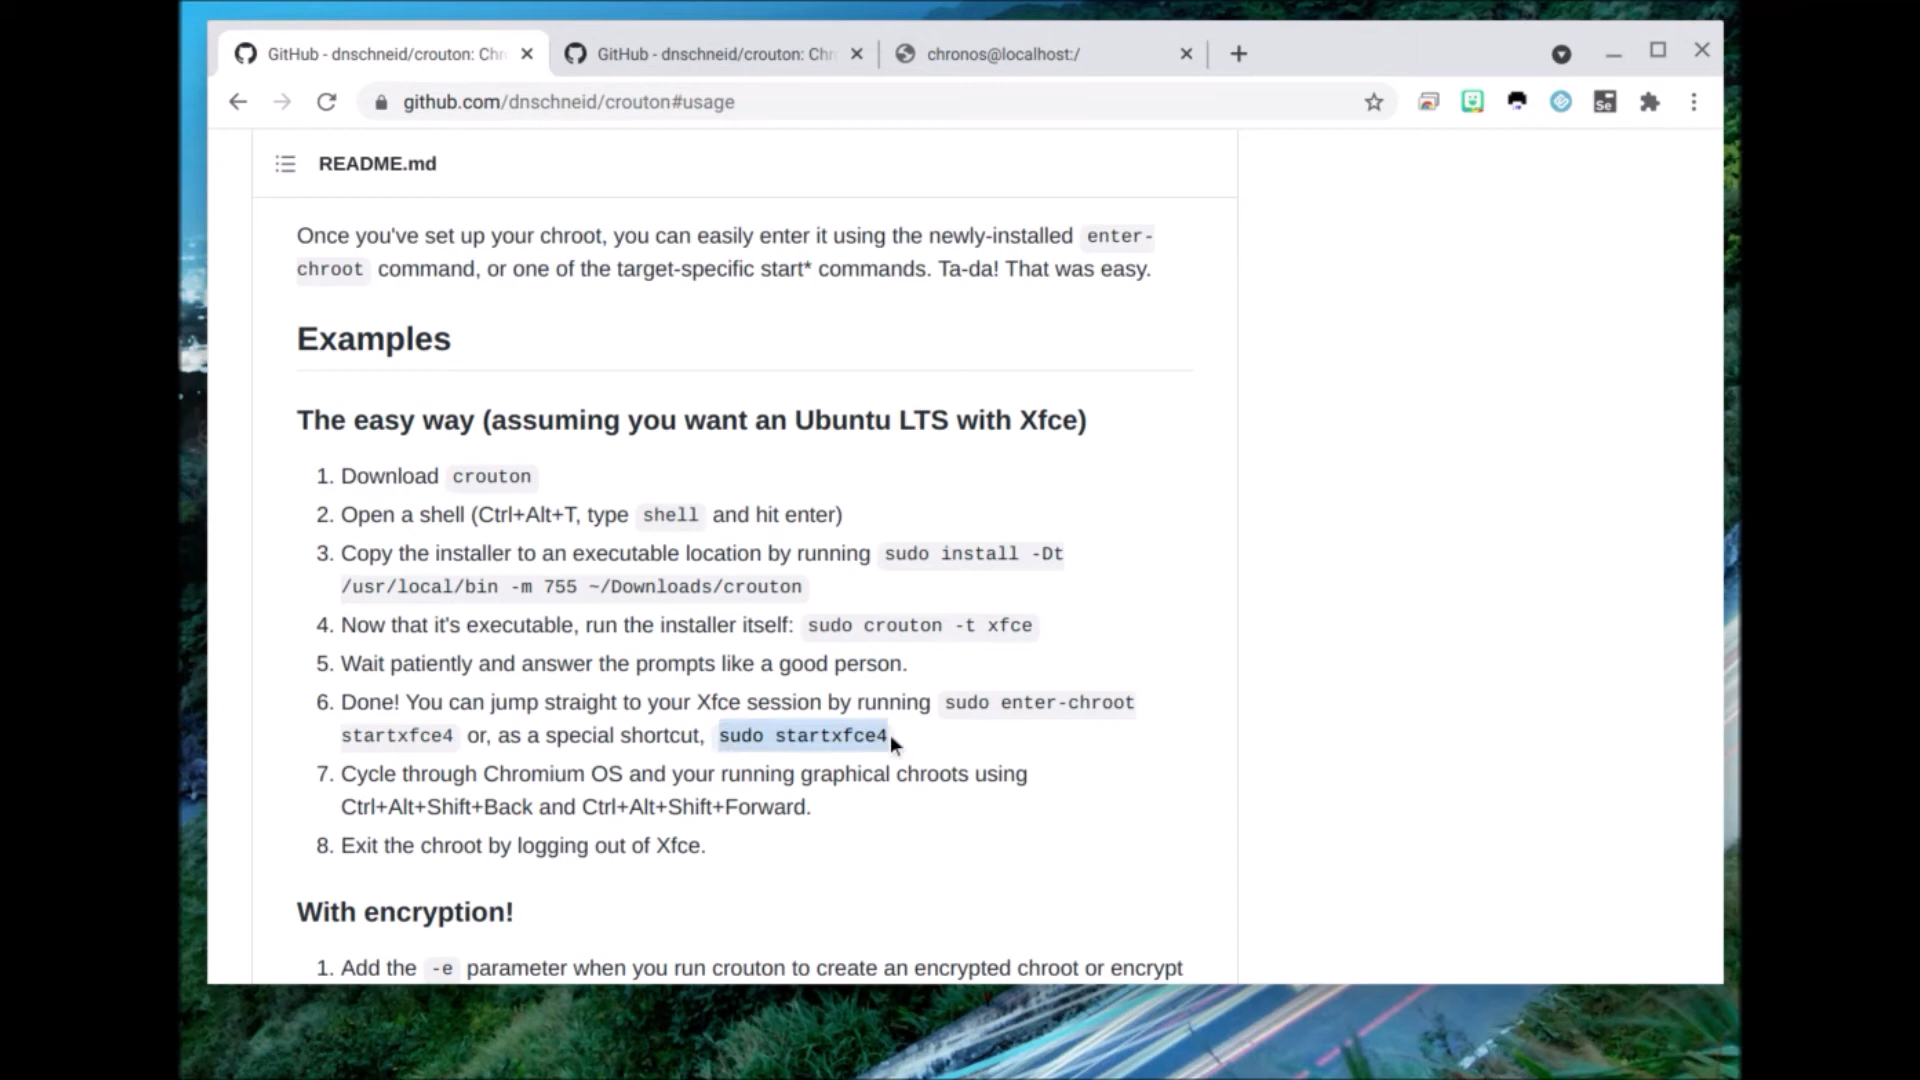 GitHub - dnschneid/crouton: Chr
GitHub - dnschneid/crouton: Chr
chronos@localhost:/
github.com/dnschneid/crouton#usage
Se
README.md
Once you've set up your chroot, you can easily enter it using the newly-installed enter-
chroot command, or one of the target-specific start* commands. Ta-da! That was easy.
Examples
The easy way (assuming you want an Ubuntu LTS with Xfce)
1. Download crouton
2. Open a shell (Ctrl+Alt+T, type shell and hit enter)
3. Copy the installer to an executable location by running sudo install -Dt
/usr/local/bin -m 755 ~/Downloads/crouton
4. Now that it's executable, run the installer itself: sudo crouton -t xfce
5. Wait patiently and answer the prompts like a good person.
6. Done! You can jump straight to your Xfce session by running sudo enter-chroot
startxfce4 or, as a special shortcut, sudo startxfce4
7. Cycle through Chromium OS and your running graphical chroots using
Ctrl+Alt+Shift+Back and Ctrl+Alt+Shift+Forward.
8. Exit the chroot by logging out of Xfce.
With encryption!
1. Add the -e parameter when you run crouton to create an encrypted chroot or encrypt